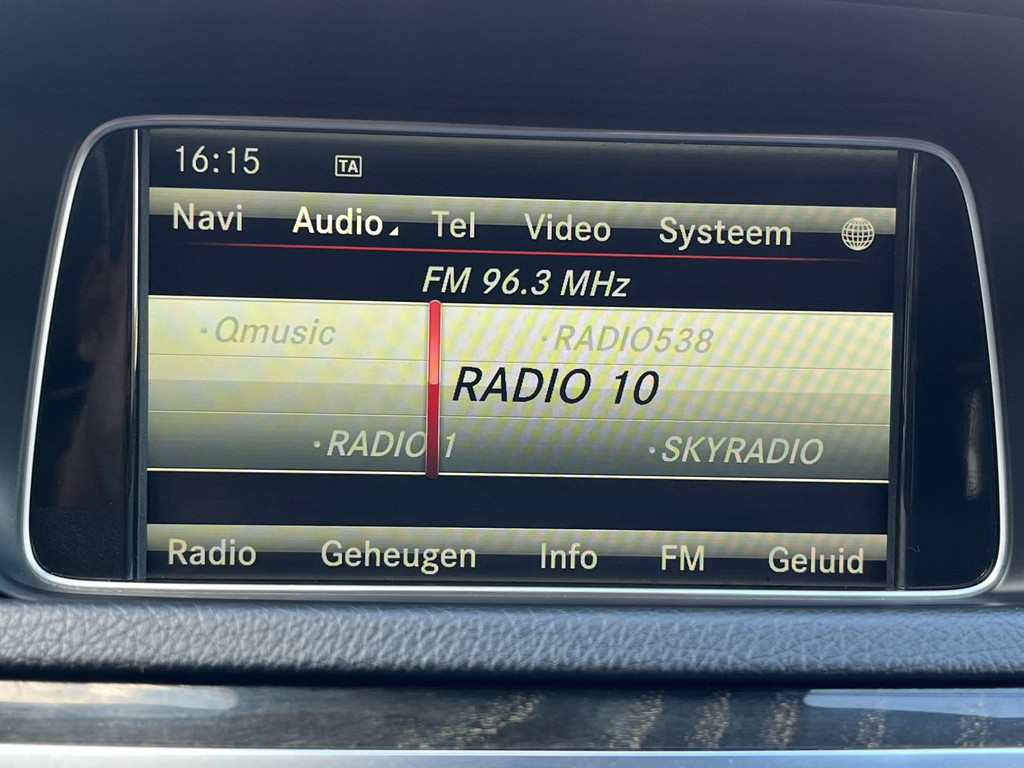 16:15 TA
Navi Audio Tel Video Systeem
FM 96.3 MHz
·Qmusic ·RADIO538
RADIO 10
·RADIO 1 ·SKYRADIO
Radio Geheugen Info FM Geluid